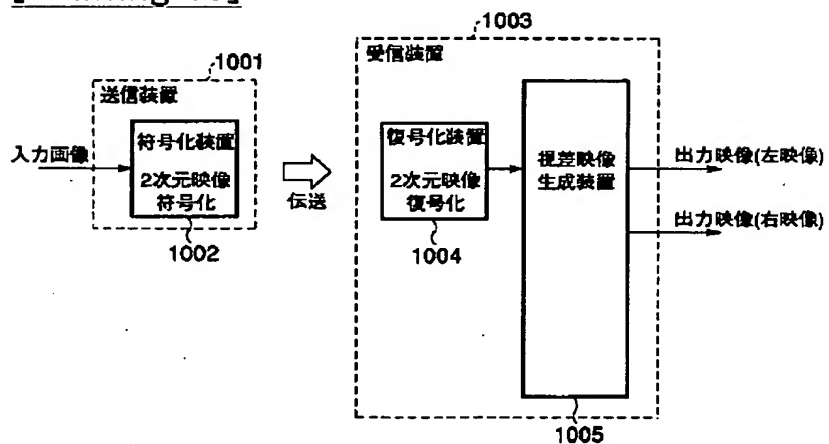 1003
1001
受信装置
送信装置
入力画像
符号化装置
2次元映像
符号化
1002
伝送
復号化装置
2次元映像
復号化
1004
視差映像
生成装置
1005
出力映像(左映像)
出力映像(右映像)